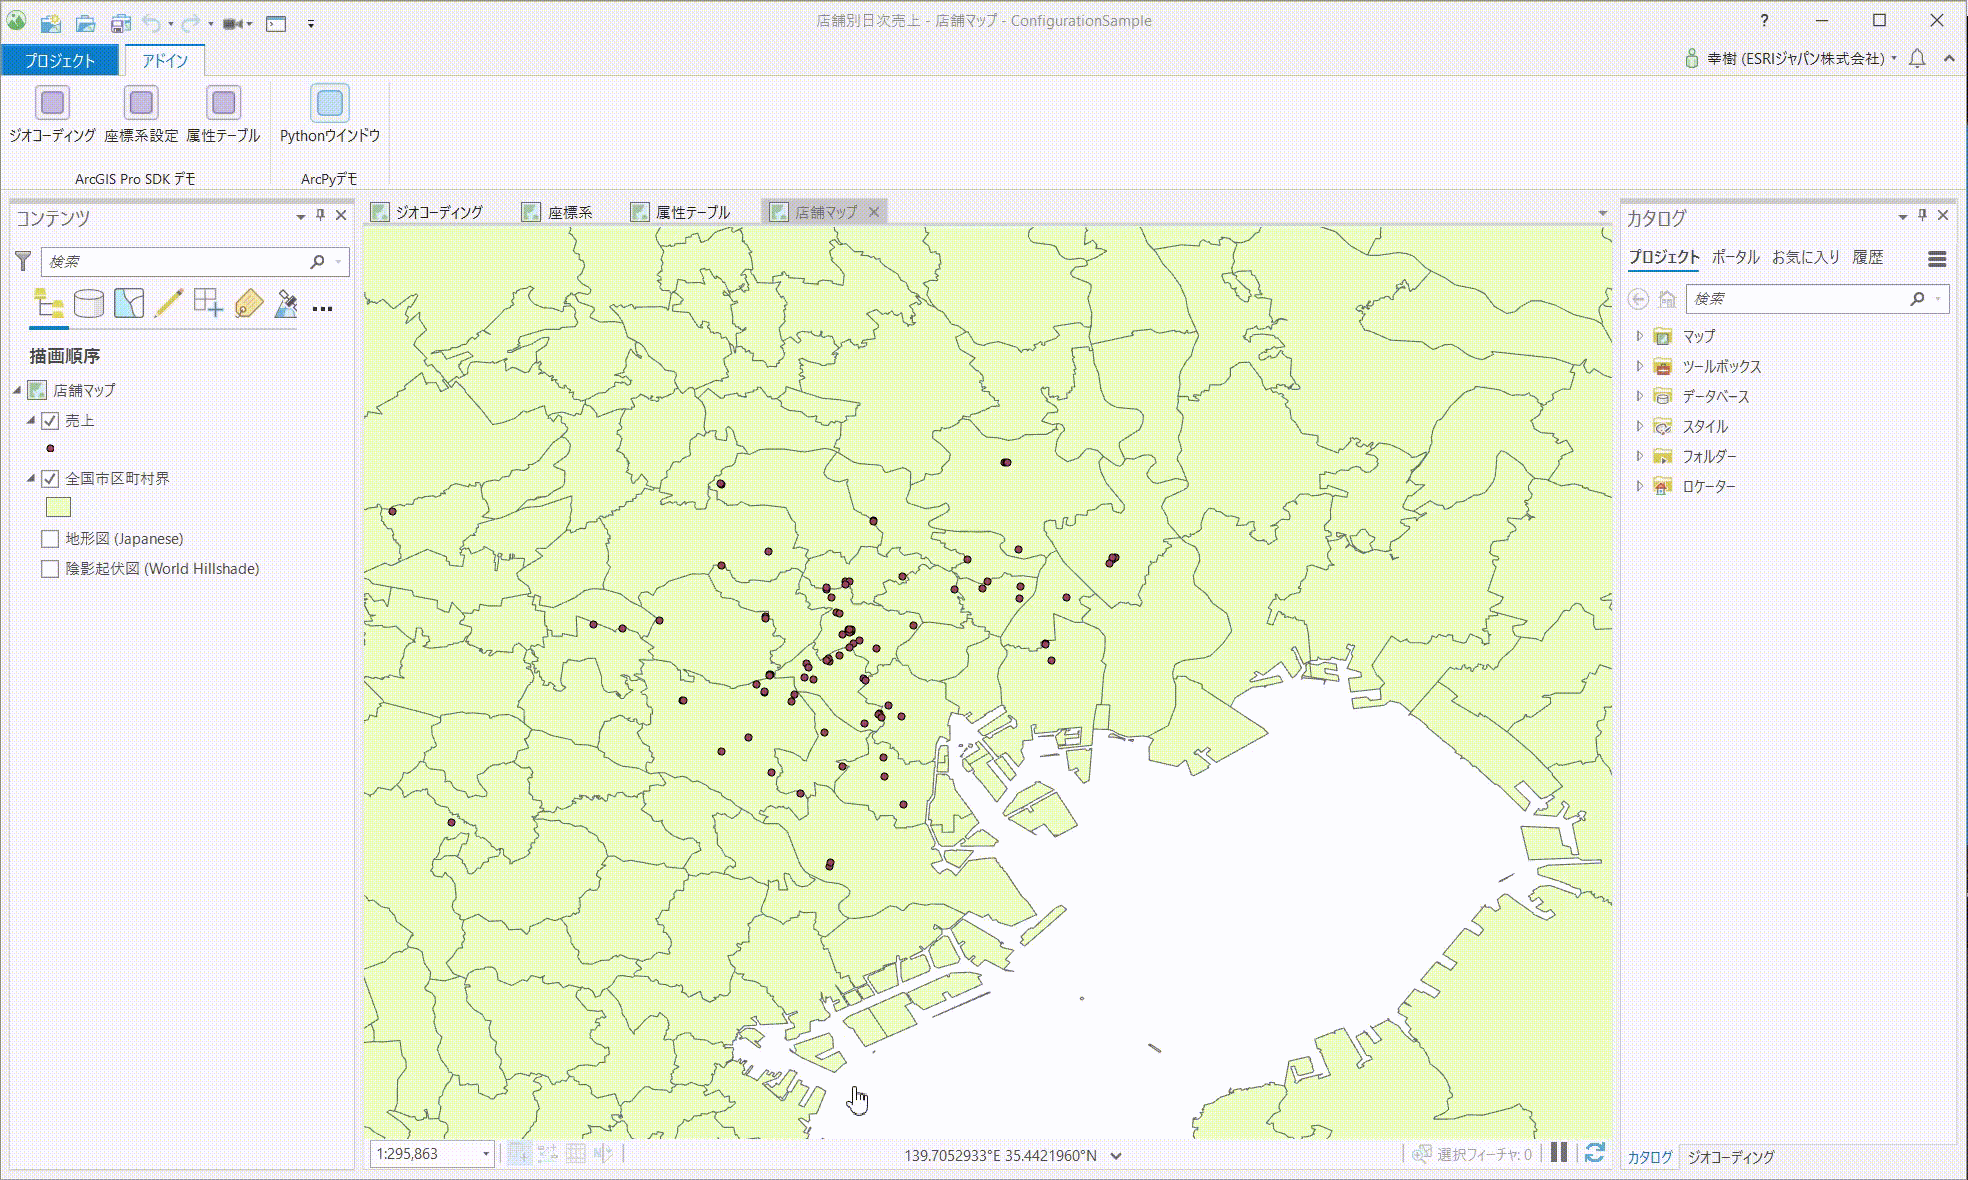 店舗別日次売上 - 店舗マップ - ConfigurationSample
?
プロジェクト
アドイン
幸樹 (ESRIジャパン株式会社)
ジオコーディング
座標系設定
属性テーブル
Pythonウインドウ
ArcGIS Pro SDK デモ
ArcPyデモ
コンテンツ
検索
描画順序
店舗マップ
売上
全国市区町村界
地形図 (Japanese)
陰影起伏図 (World Hillshade)
ジオコーディング
座標系
属性テーブル
店舗マップ
1:295,863
139.7052933°E 35.4421960°N
選択フィーチャ: 0
カタログ
プロジェクト
ポータル
お気に入り
履歴
検索
マップ
ツールボックス
データベース
スタイル
フォルダー
ロケーター
カタログ
ジオコーディング